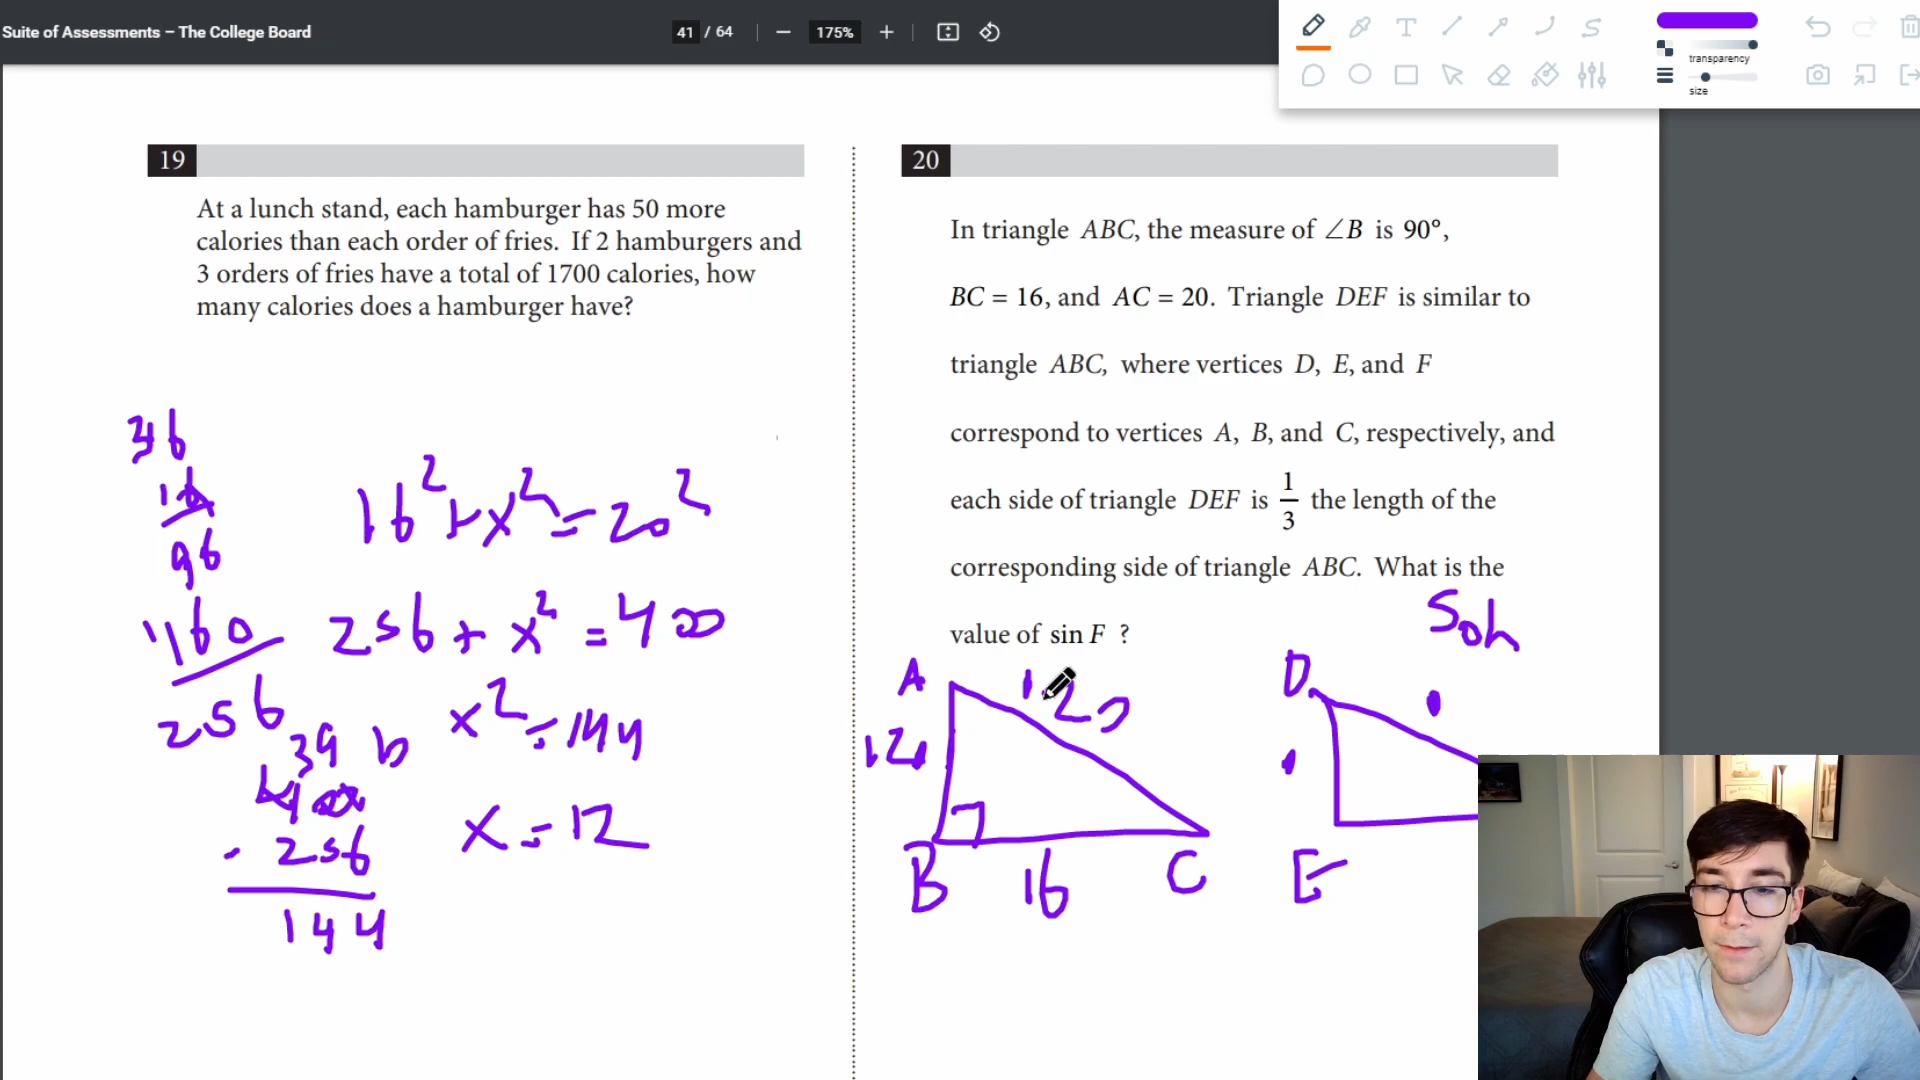 Suite of Assessments – The College Board
41 / 64
175%
transparency
size
19
At a lunch stand, each hamburger has 50 more
calories than each order of fries. If 2 hamburgers and
3 orders of fries have a total of 1700 calories, how
many calories does a hamburger have?
20
In triangle ABC, the measure of ∠B is 90°,
BC = 16, and AC = 20. Triangle DEF is similar to
triangle ABC, where vertices D, E, and F
correspond to vertices A, B, and C, respectively, and
each side of triangle DEF is 1/3 the length of the
corresponding side of triangle ABC. What is the
value of sin F ?
Soh
16² + x² = 20²
256 + x² = 400
x² = 144
x = 12
16
96
160
256
- 256
144
A
20
12
B
16
C
D
E